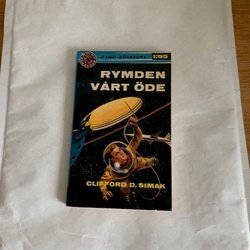 RYMDEN
VÅRT ÖDE
CLIFFORD D. SIMAK